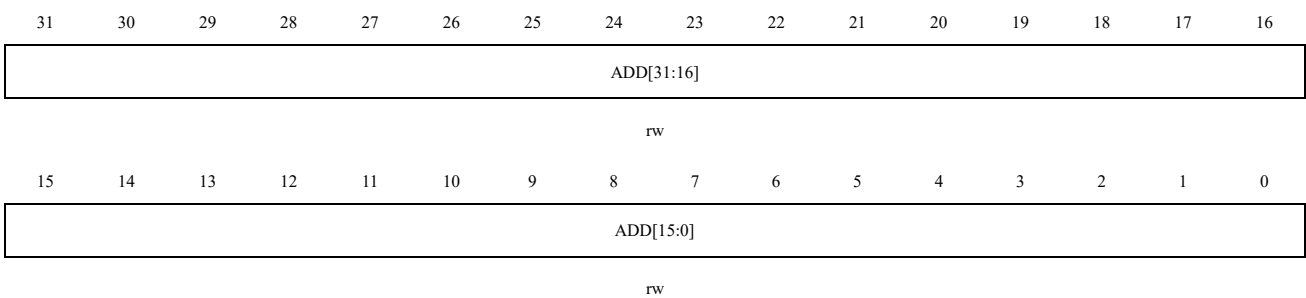 31 30 29 28 27 26 25 24 23 22 21 20 19 18 17 16
ADD[31:16]
rw
15 14 13 12 11 10 9 8 7 6 5 4 3 2 1 0
ADD[15:0]
rw